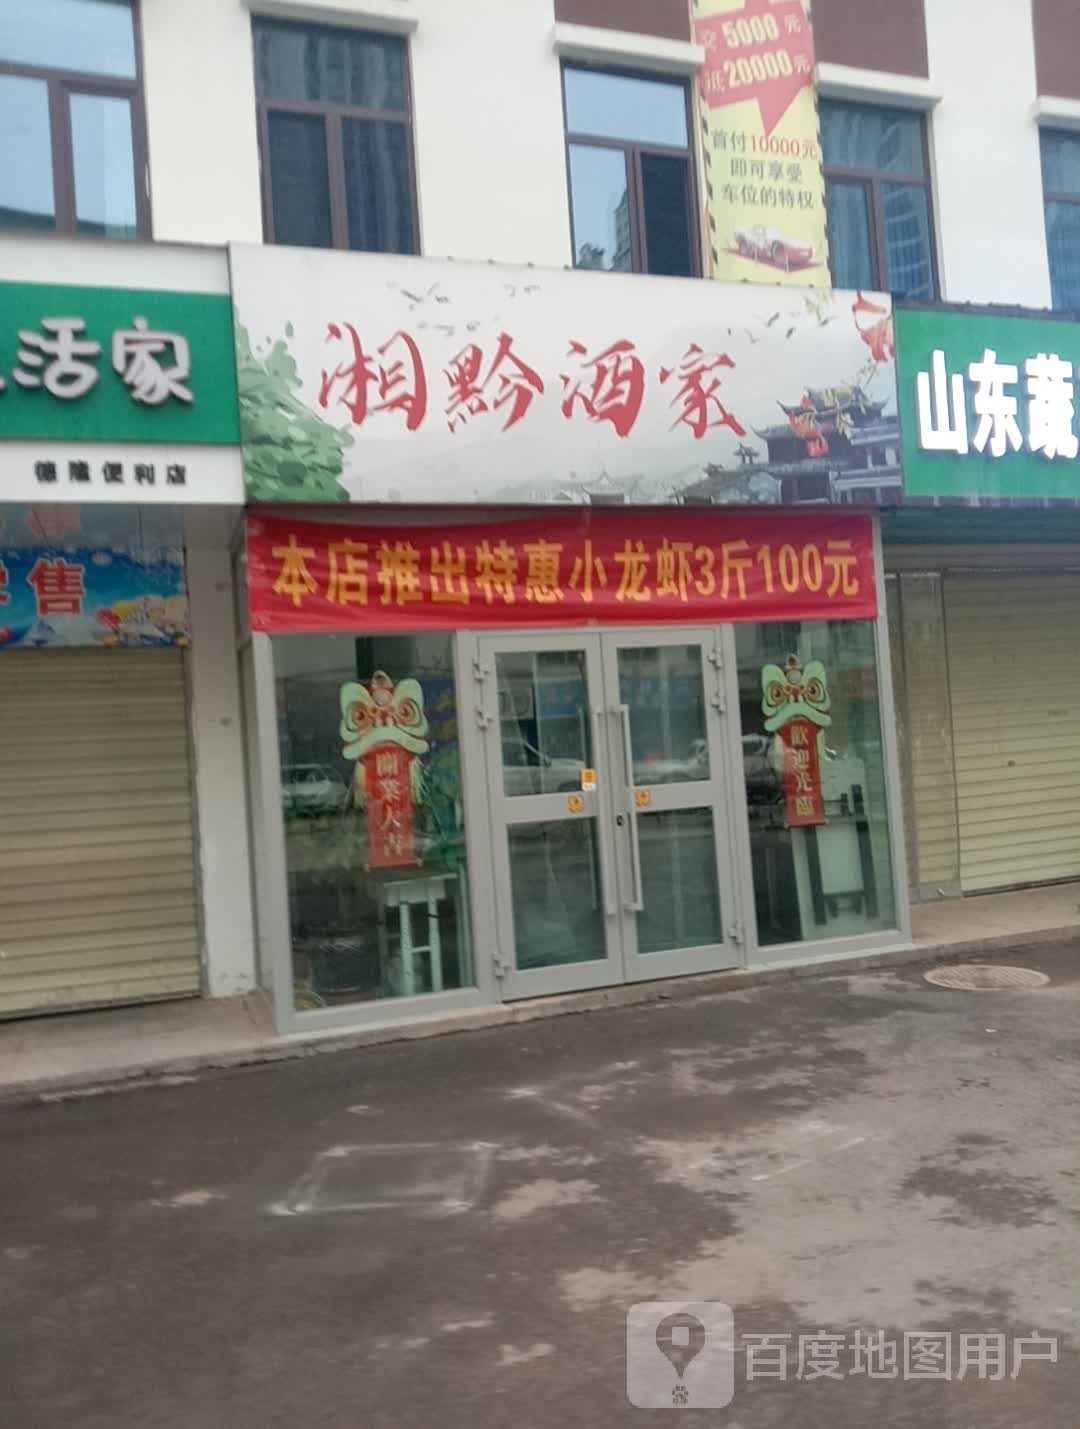 交5000元
抵20000元
首付10000元
即可享受
车位的特权
活家
德隆便利店
售
湘黔酒家
山东蔬
本店推出特惠小龙虾3斤100元
開業大吉
歡迎光臨
百度地图用户